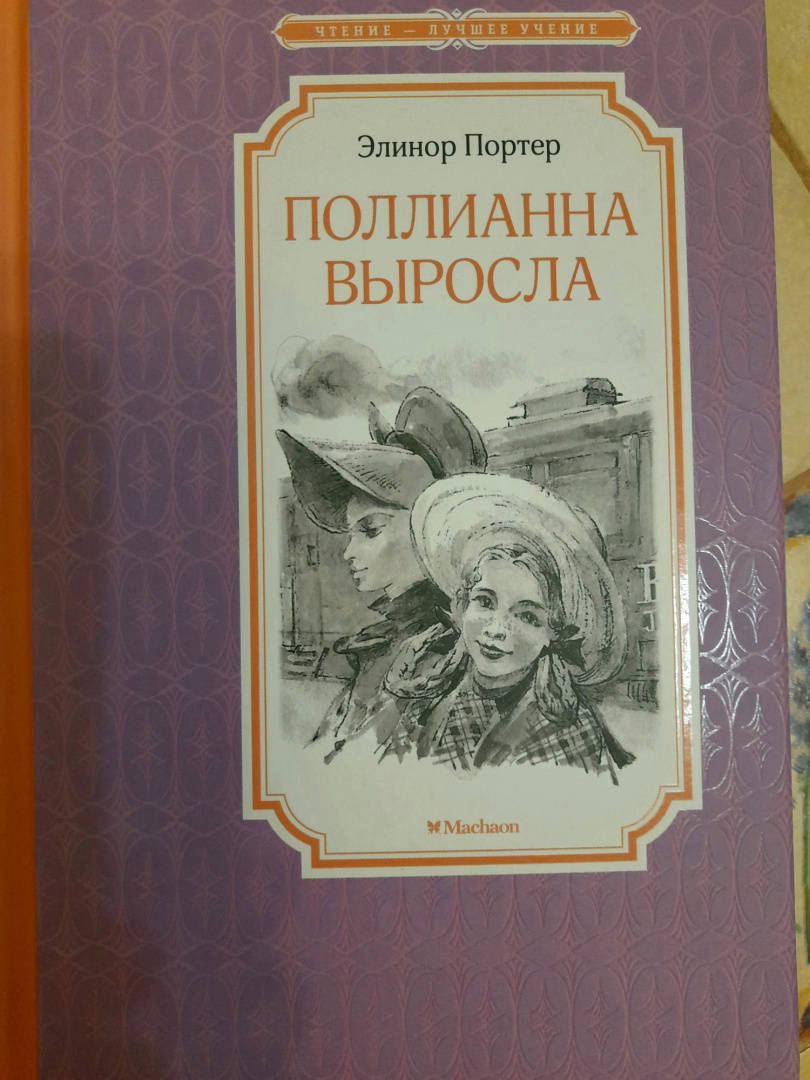 ЧТЕНИЕ — ЛУЧШЕЕ УЧЕНИЕ
Элинор Портер
ПОЛЛИАННА
ВЫРОСЛА
Machaon